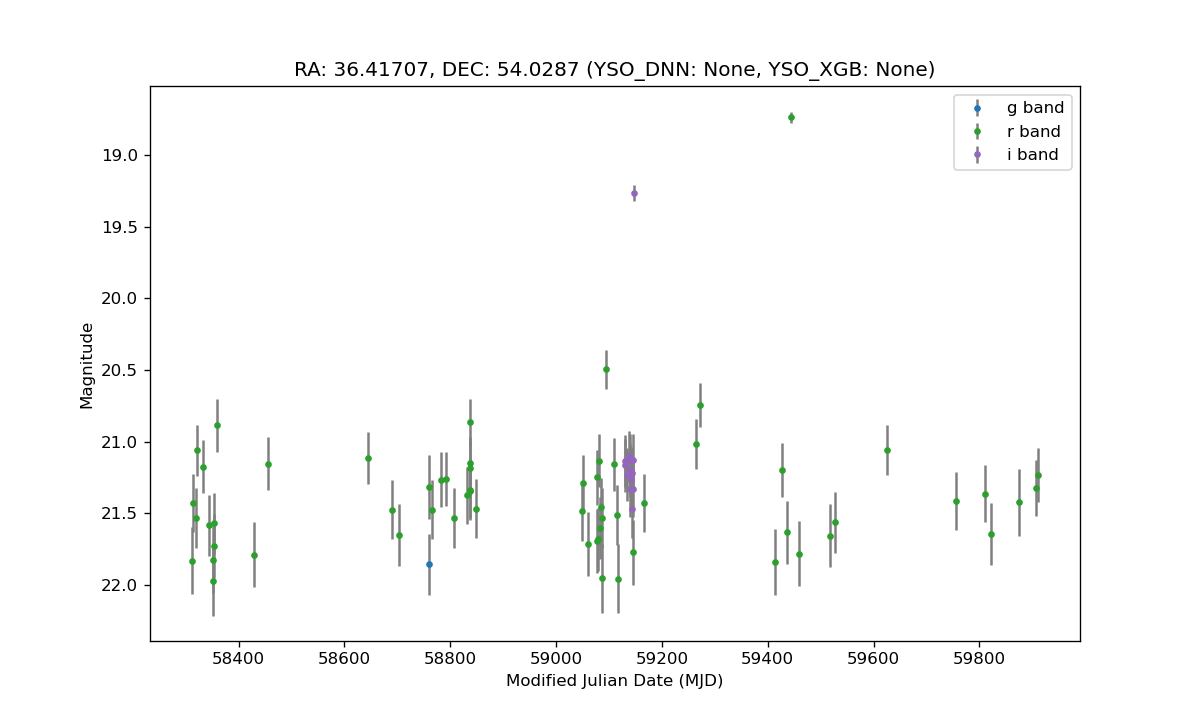 RA: 36.41707, DEC: 54.0287 (YSO_DNN: None, YSO_XGB: None)
g band
r band
i band
19.0
19.5
20.0
20.5
21.0
21.5
22.0
Magnitude
58400 58600 58800 59000 59200 59400 59600 59800
Modified Julian Date (MJD)